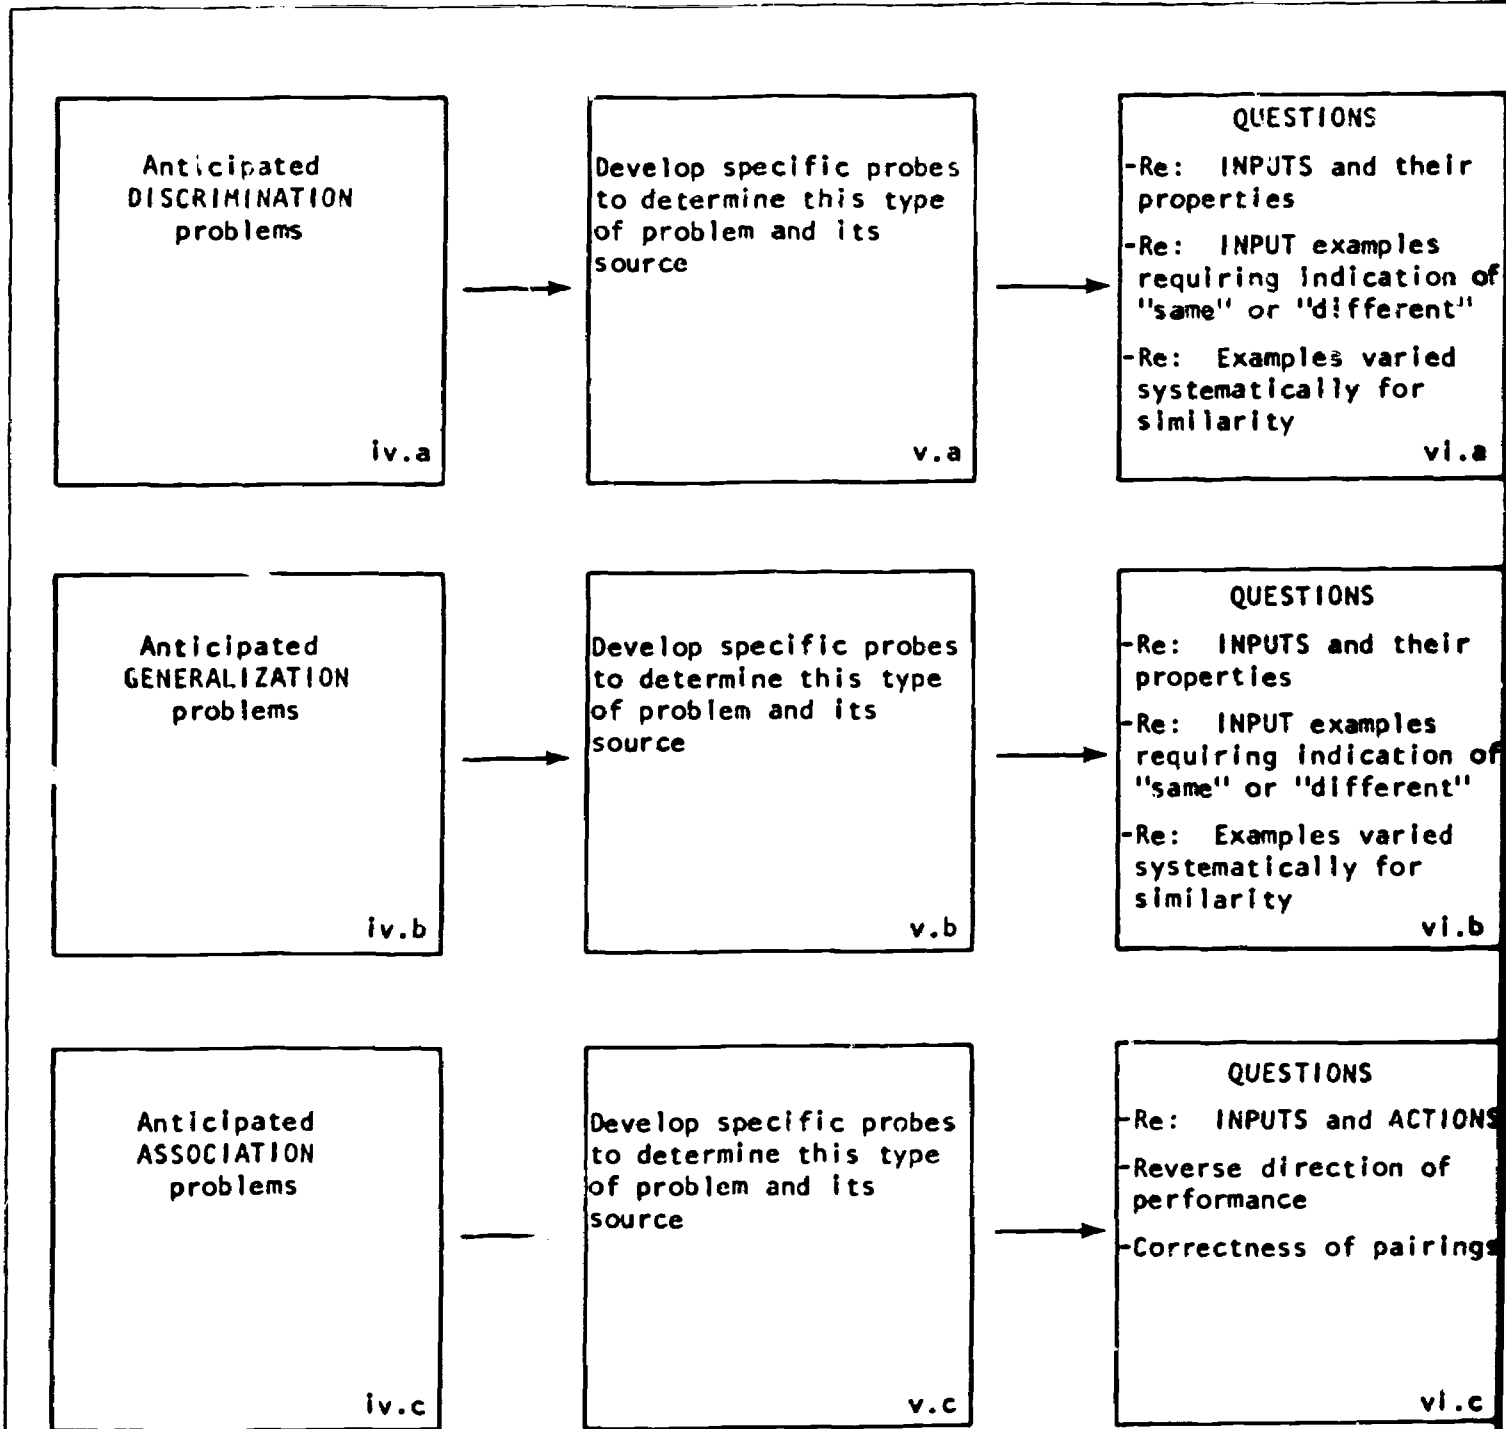 Anticipated
DISCRIMINATION
problems
iv.a
Develop specific probes
to determine this type
of problem and its
source
v.a
QUESTIONS
-Re: INPUTS and their
properties
-Re: INPUT examples
requiring indication of
"same" or "different"
-Re: Examples varied
systematically for
similarity
vi.a
Anticipated
GENERALIZATION
problems
iv.b
Develop specific probes
to determine this type
of problem and its
source
v.b
QUESTIONS
-Re: INPUTS and their
properties
-Re: INPUT examples
requiring indication of
"same" or "different"
-Re: Examples varied
systematically for
similarity
vi.b
Anticipated
ASSOCIATION
problems
iv.c
Develop specific probes
to determine this type
of problem and its
source
v.c
QUESTIONS
-Re: INPUTS and ACTIONS
-Reverse direction of
performance
-Correctness of pairings
vi.c